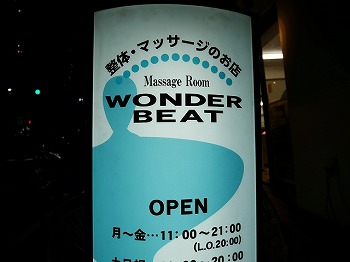 整体・マッサージのお店
Massage Room
WONDER
BEAT
OPEN
月～金…11:00～21:00
(L.O.20:00)